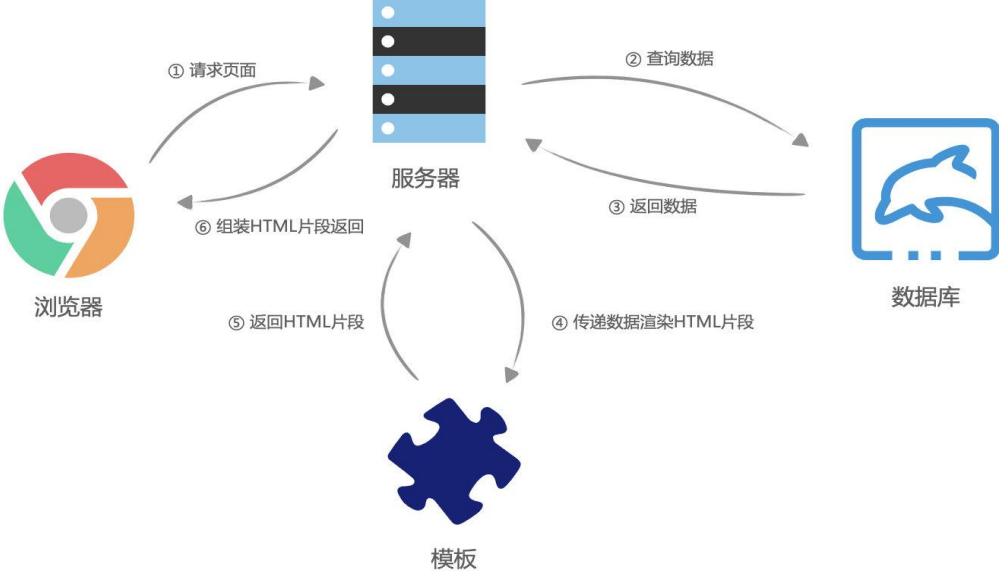 ① 请求页面
② 查询数据
服务器
③ 返回数据
⑥ 组装HTML片段返回
浏览器
数据库
⑤ 返回HTML片段
④ 传递数据渲染HTML片段
模板